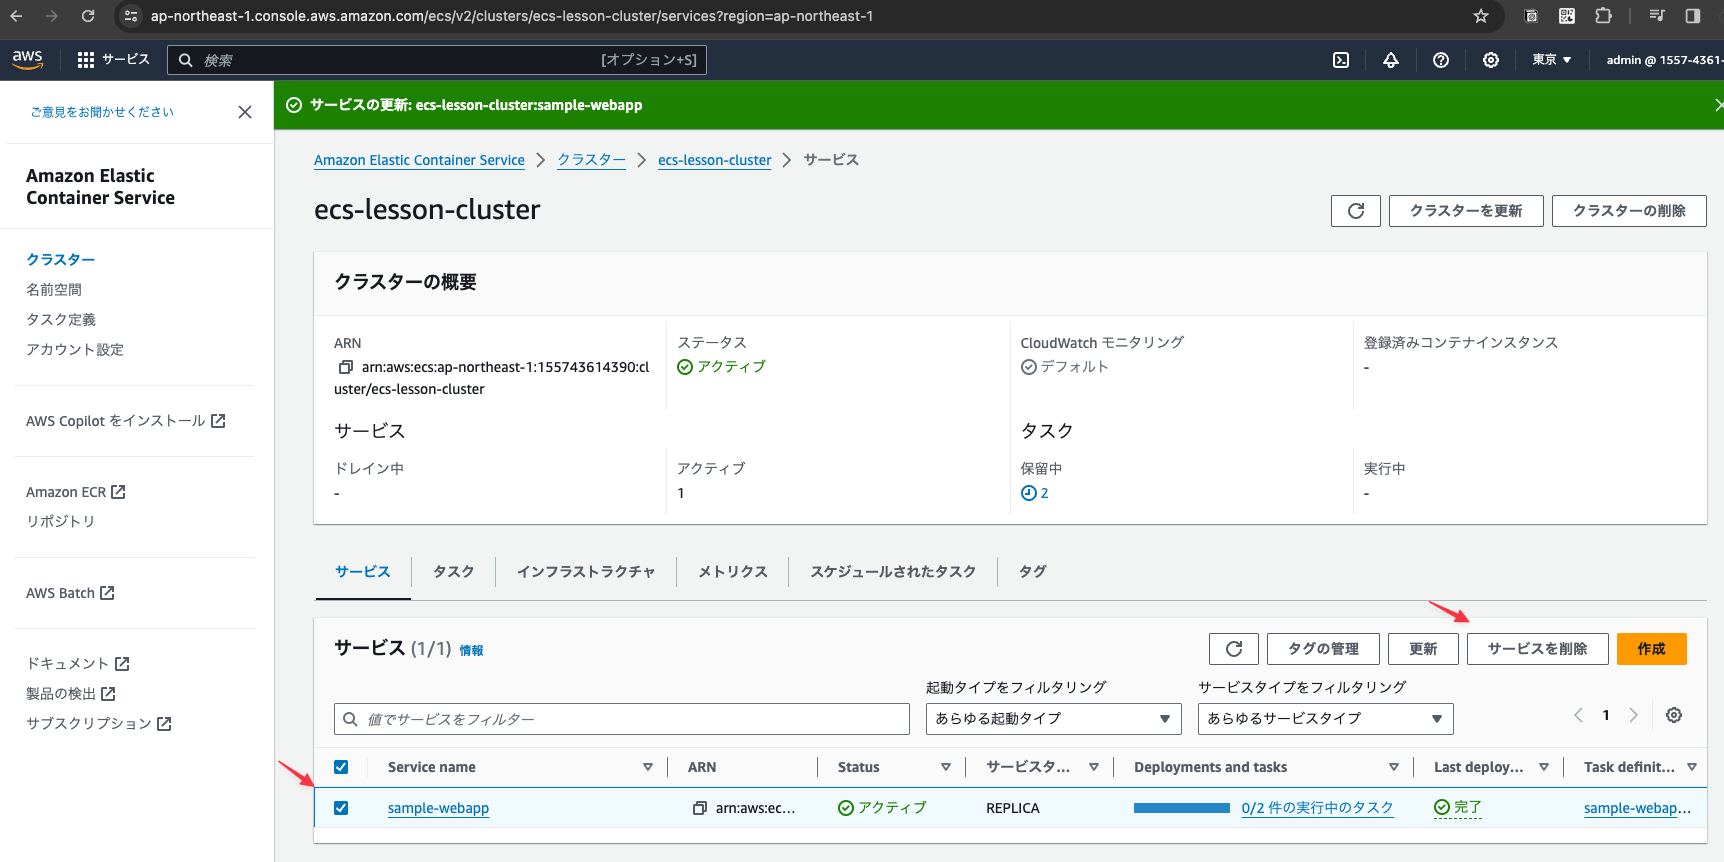 ap-northeast-1.console.aws.amazon.com/ecs/v2/clusters/ecs-lesson-cluster/services?region=ap-northeast-1
aws
サービス
検索
[オプション+S]
東京
admin @ 1557-4361-
ご意見をお聞かせください
サービスの更新: ecs-lesson-cluster:sample-webapp
Amazon Elastic Container Service
クラスター
ecs-lesson-cluster
サービス
Amazon Elastic
Container Service
ecs-lesson-cluster
クラスターを更新
クラスターの削除
クラスター
名前空間
タスク定義
アカウント設定
AWS Copilot をインストール
Amazon ECR
リポジトリ
AWS Batch
ドキュメント
製品の検出
サブスクリプション
クラスターの概要
ARN
arn:aws:ecs:ap-northeast-1:155743614390:cl
uster/ecs-lesson-cluster
ステータス
アクティブ
CloudWatch モニタリング
デフォルト
登録済みコンテナインスタンス
-
サービス
タスク
ドレイン中
-
アクティブ
1
保留中
2
実行中
-
サービス
タスク
インフラストラクチャ
メトリクス
スケジュールされたタスク
タグ
サービス (1/1) 情報
タグの管理
更新
サービスを削除
作成
起動タイプをフィルタリング
サービスタイプをフィルタリング
値でサービスをフィルター
あらゆる起動タイプ
あらゆるサービスタイプ
1
Service name
ARN
Status
サービスタ...
Deployments and tasks
Last deploy...
Task definit...
sample-webapp
arn:aws:ec...
アクティブ
REPLICA
0/2 件の実行中のタスク
完了
sample-webap...